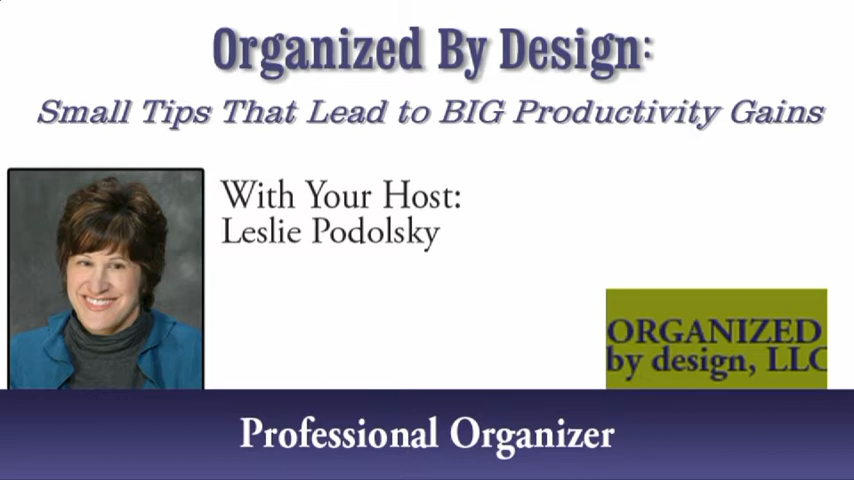 Organized By Design:
Small Tips That Lead to BIG Productivity Gains
With Your Host:
Leslie Podolsky
ORGANIZED
by design, LLC
Professional Organizer